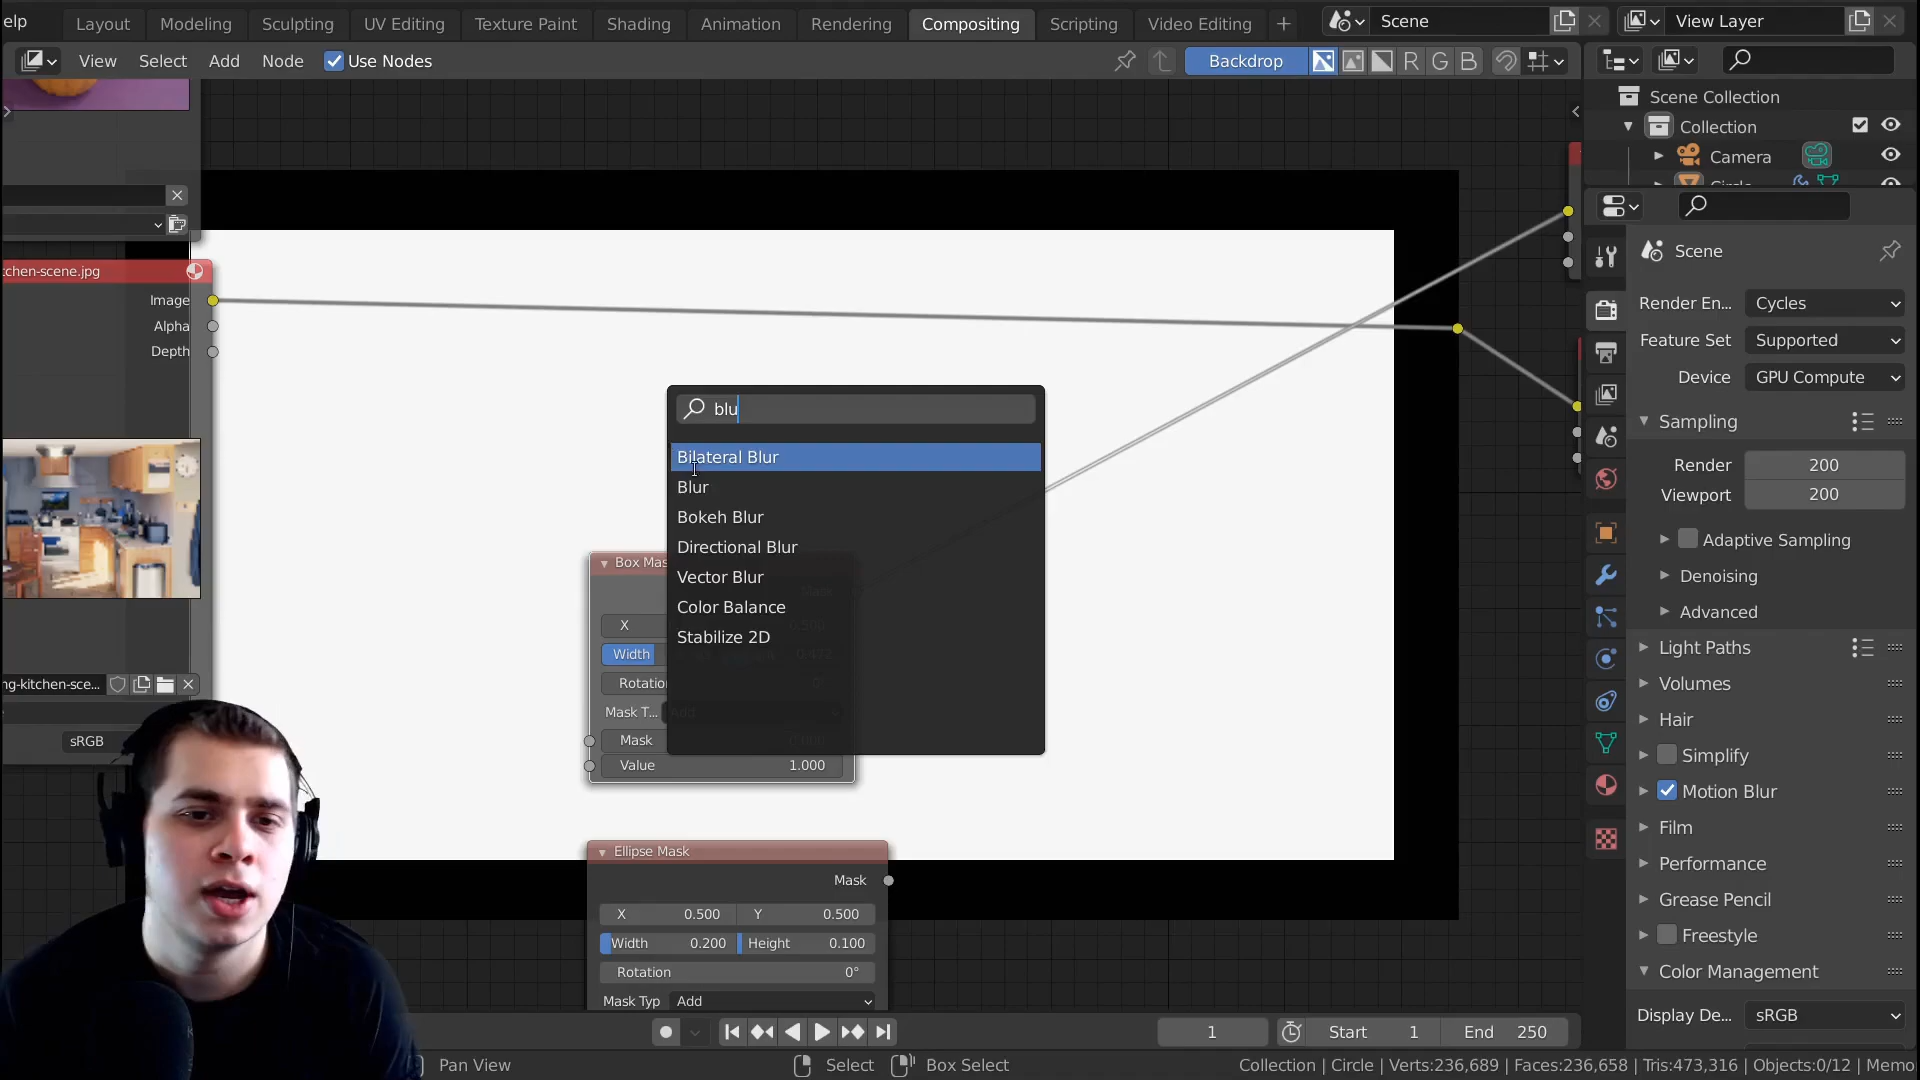 elp
Layout
Modeling
Sculpting
UV Editing
Texture Paint
Shading
Animation
Rendering
Compositing
Scripting
Video Editing
Scene
View Layer
View
Select
Add
Node
Use Nodes
Backdrop
R G B
Scene Collection
Collection
Camera
Circle
tchen-scene.jpg
Image
Alpha
Depth
ng-kitchen-sce...
sRGB
blu
Bilateral Blur
Blur
Bokeh Blur
Directional Blur
Vector Blur
Color Balance
Stabilize 2D
Box Mas
X
0.500
Width
0.472
Rotatio
Mask T...
Add
Mask
Value 1.000
Ellipse Mask
Mask
X 0.500 Y 0.500
Width 0.200 Height 0.100
Rotation 0°
Mask Typ Add
Scene
Render En... Cycles
Feature Set Supported
Device GPU Compute
Sampling
Render 200
Viewport 200
Adaptive Sampling
Denoising
Advanced
Light Paths
Volumes
Hair
Simplify
Motion Blur
Film
Performance
Grease Pencil
Freestyle
Color Management
Display De... sRGB
1
Start 1
End 250
Pan View
Select
Box Select
Collection | Circle | Verts:236,689 | Faces:236,658 | Tris:473,316 | Objects:0/12 | Memo